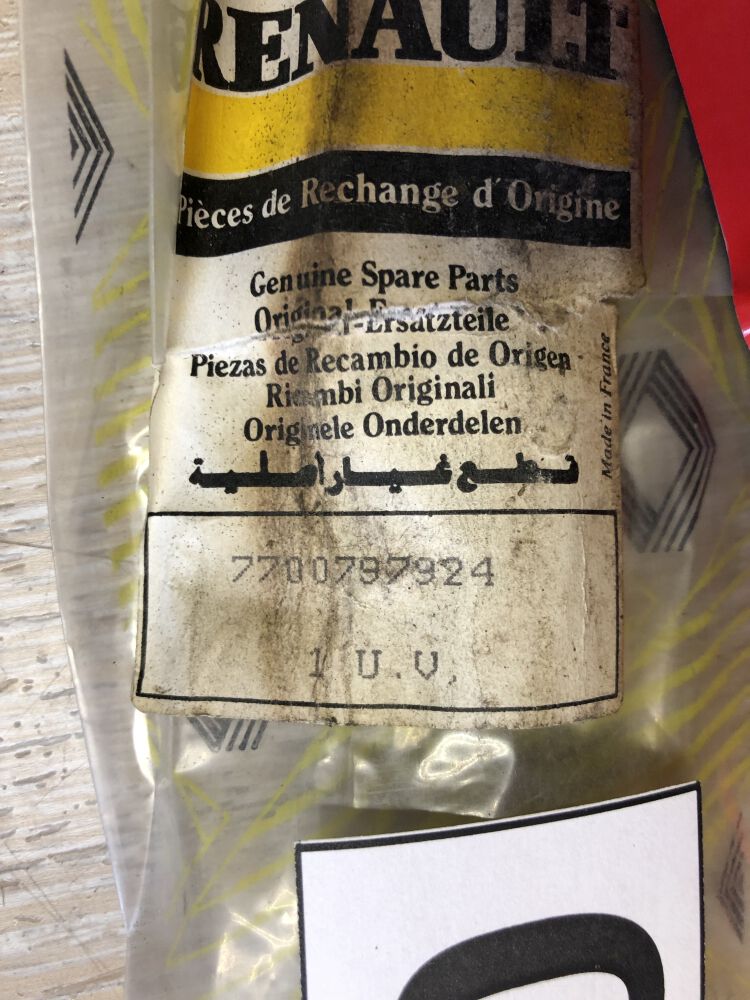 RENAULT
Pièces de Rechange d'Origine
Genuine Spare Parts
Original-Ersatzteile
Piezas de Recambio de Origen
Ricambi Originali
Originele Onderdelen
قطع غيار أصلية
Made in France
7700797924
1 U.V.